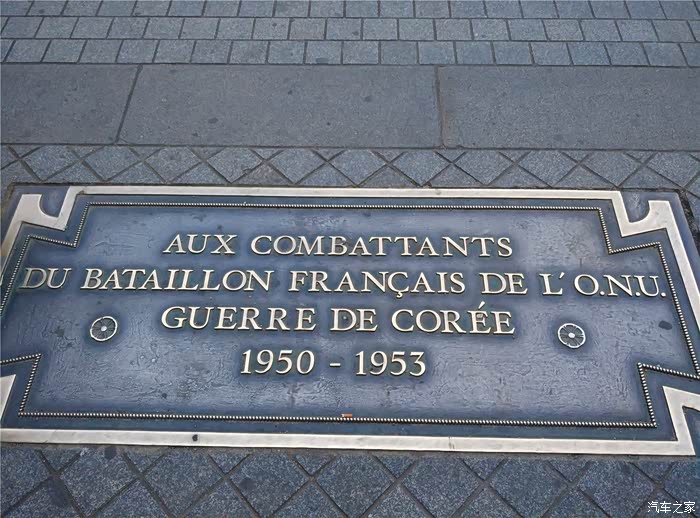 AUX COMBATTANTS
DU BATAILLON FRANÇAIS DE L'O.N.U.
GUERRE DE CORÉE
1950 - 1953
汽车之家